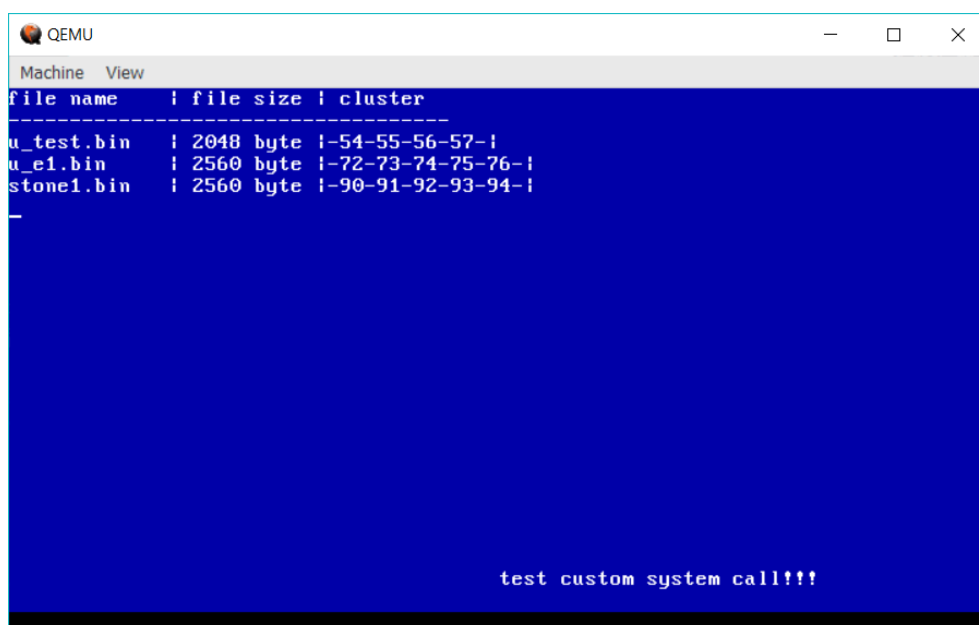 QEMU
Machine View
file name | file size | cluster
------------------------------------
u_test.bin | 2048 byte |-54-55-56-57-|
u_e1.bin | 2560 byte |-72-73-74-75-76-|
stone1.bin | 2560 byte |-90-91-92-93-94-|
_
test custom system call!!!